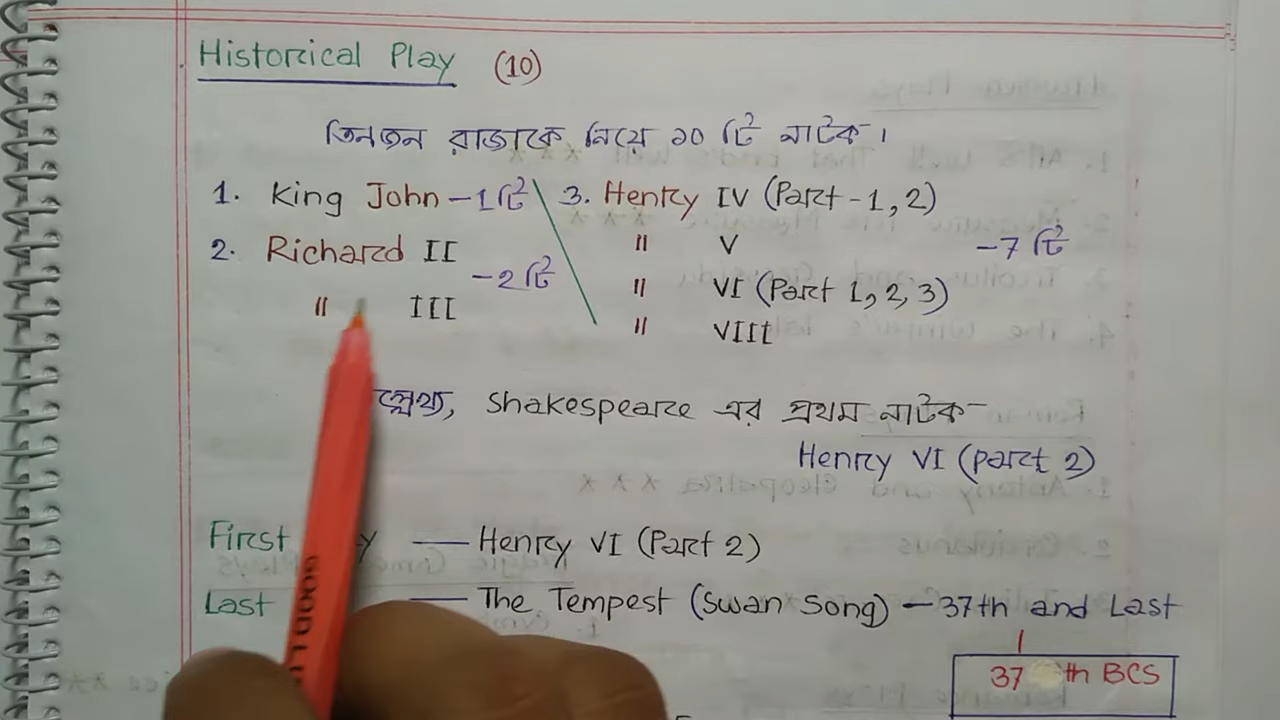 Historical Play (10)
তিনজন রাজাকে নিয়ে ১০ টি নাটক।
1. King John - 1 টি
2. Richard II
" III
- 2 টি
3. Henry IV (Part - 1, 2)
" V
- 7 টি
" VI (Part 1, 2, 3)
" VIII
Shakespeare এর প্রথম নাটক -
Henry VI (Part 2)
First — Henry VI (Part 2)
Last — The Tempest (Swan Song) - 37th and Last
37 th BCS
GOOD L